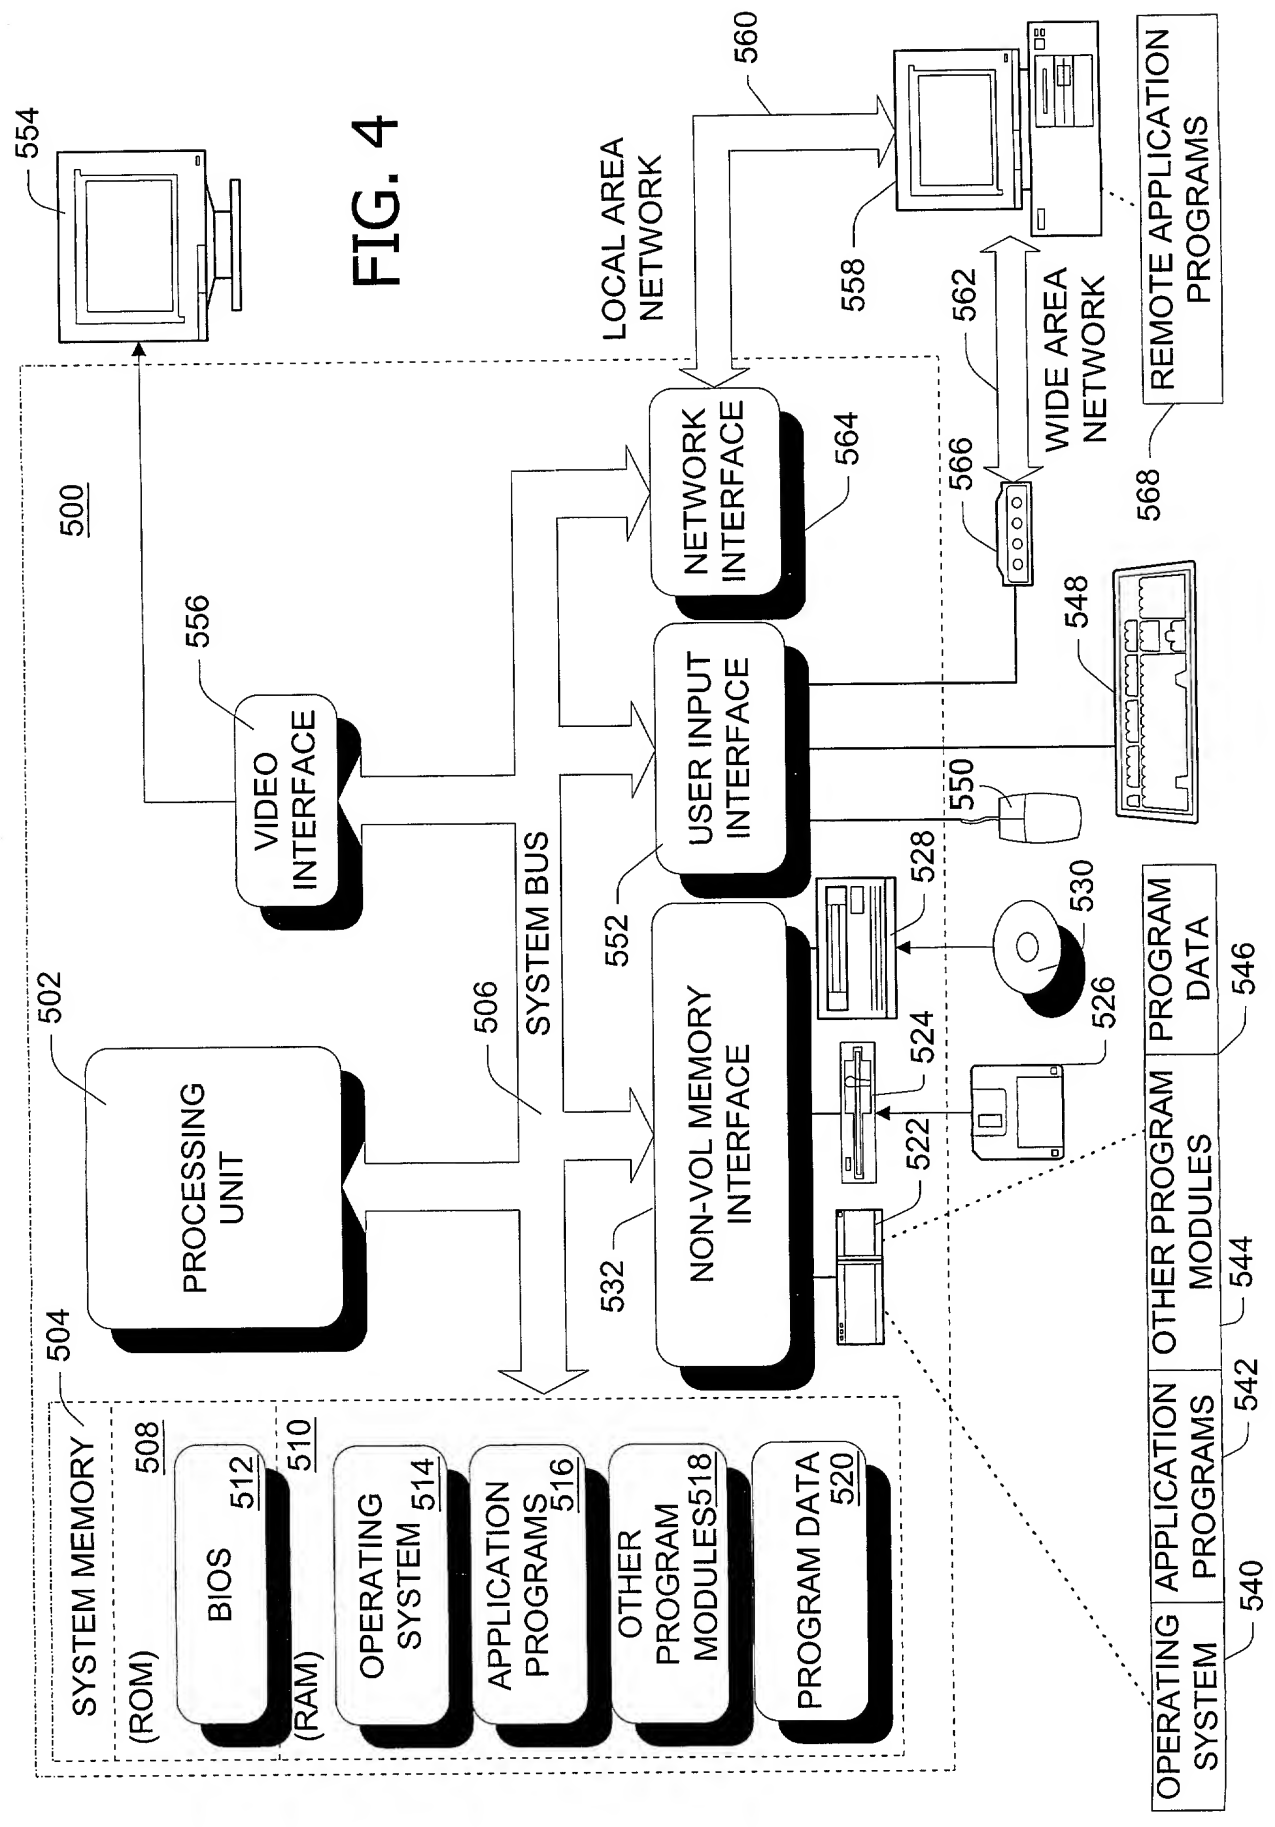 SYSTEM MEMORY
504
(ROM)
508
BIOS
512
(RAM)
510
OPERATING
SYSTEM
514
APPLICATION
PROGRAMS
516
OTHER
PROGRAM
MODULES 518
PROGRAM DATA
520
502
PROCESSING
UNIT
506
SYSTEM BUS
VIDEO
INTERFACE
556
500
554
FIG. 4
532
NON-VOL MEMORY
INTERFACE
552
USER INPUT
INTERFACE
NETWORK
INTERFACE
564
LOCAL AREA
NETWORK
560
558
562
WIDE AREA
NETWORK
566
522
524
526
528
530
550
548
568
REMOTE APPLICATION
PROGRAMS
OPERATING
SYSTEM
540
APPLICATION
PROGRAMS
542
OTHER PROGRAM
MODULES
544
PROGRAM
DATA
546